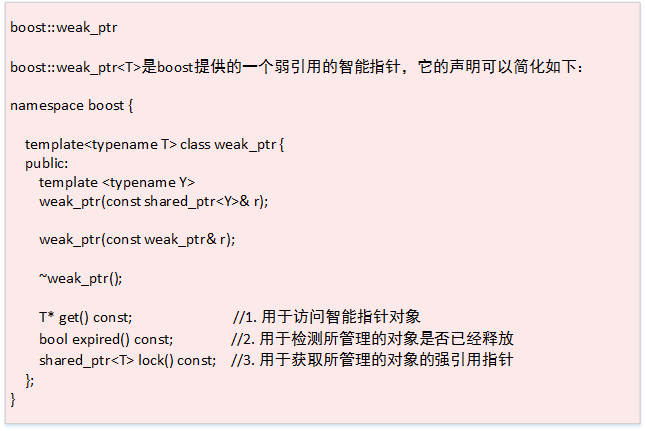 boost::weak_ptr
boost::weak_ptr<T>是boost提供的一个弱引用的智能指针，它的声明可以简化如下：
namespace boost {
template<typename T> class weak_ptr {
public:
template <typename Y>
weak_ptr(const shared_ptr<Y>& r);
weak_ptr(const weak_ptr& r);
~weak_ptr();
T* get() const; //1. 用于访问智能指针对象
bool expired() const; //2. 用于检测所管理的对象是否已经释放
shared_ptr<T> lock() const; //3. 用于获取所管理的对象的强引用指针
};
}